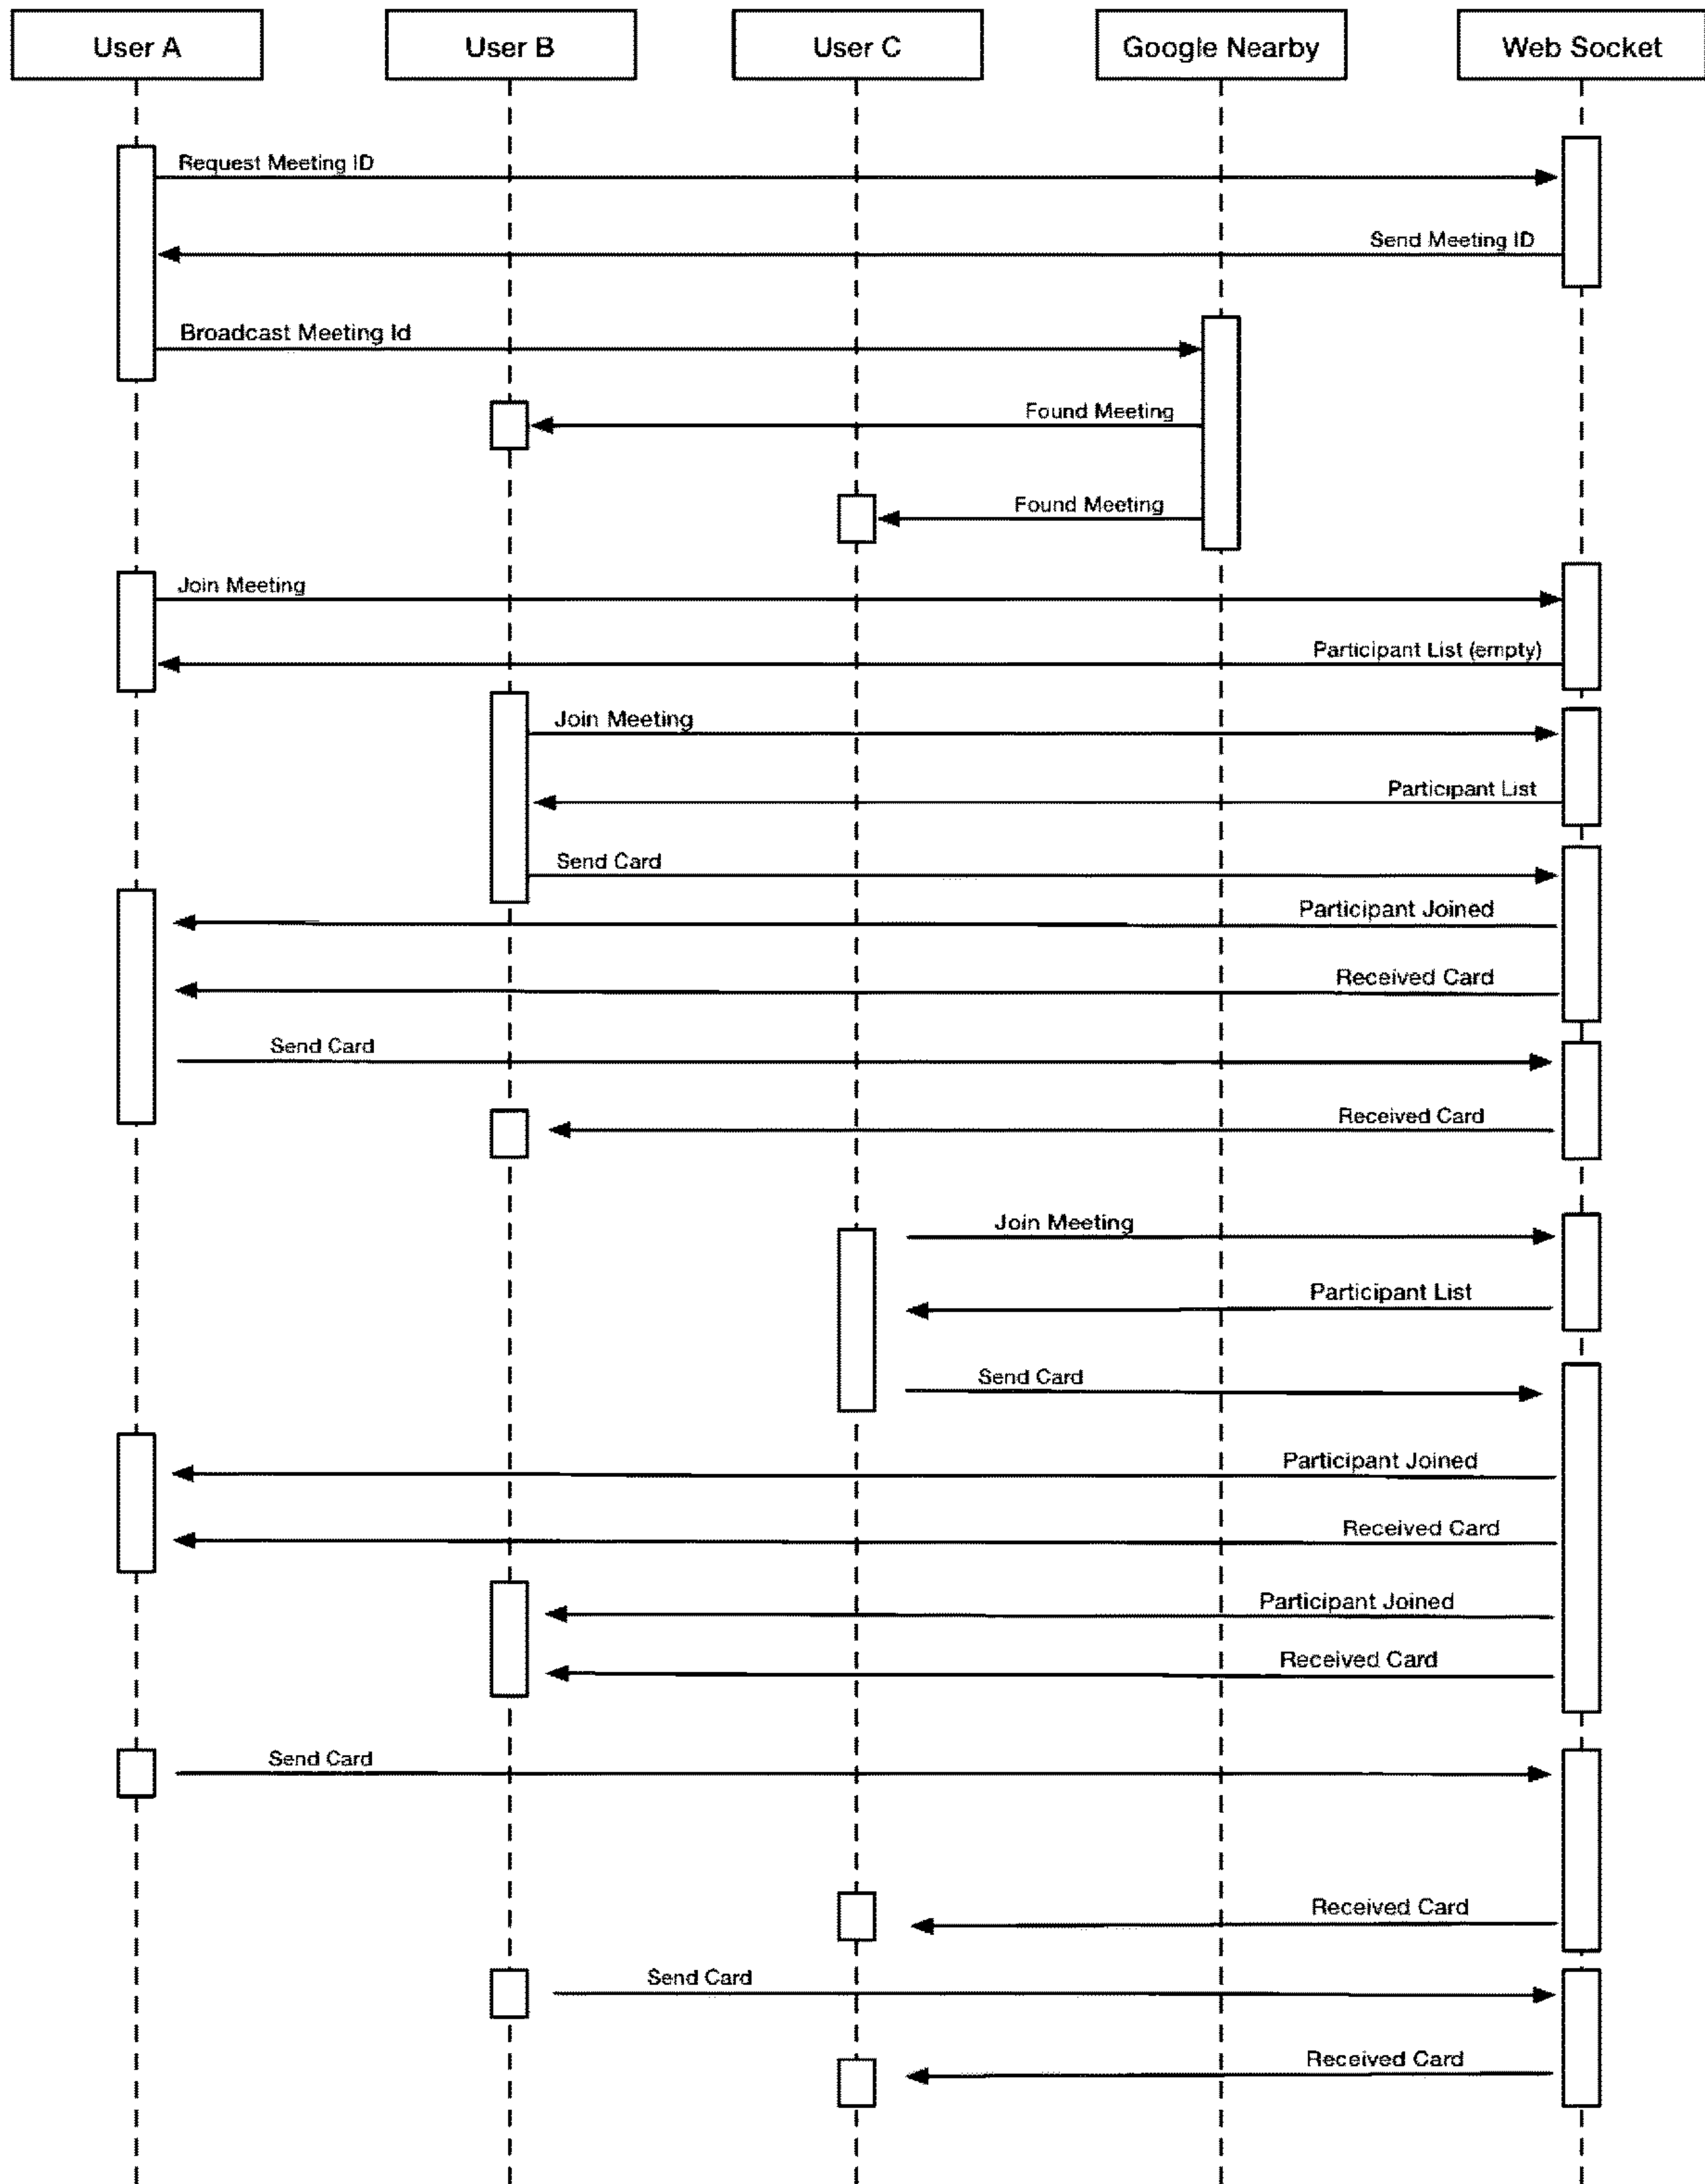 User A
User B
User C
Google Nearby
Web Socket
Request Meeting ID
Send Meeting ID
Broadcast Meeting Id
Found Meeting
Found Meeting
Join Meeting
Participant List (empty)
Join Meeting
Participant List
Send Card
Participant Joined
Received Card
Send Card
Received Card
Join Meeting
Participant List
Send Card
Participant Joined
Received Card
Participant Joined
Received Card
Send Card
Received Card
Send Card
Received Card